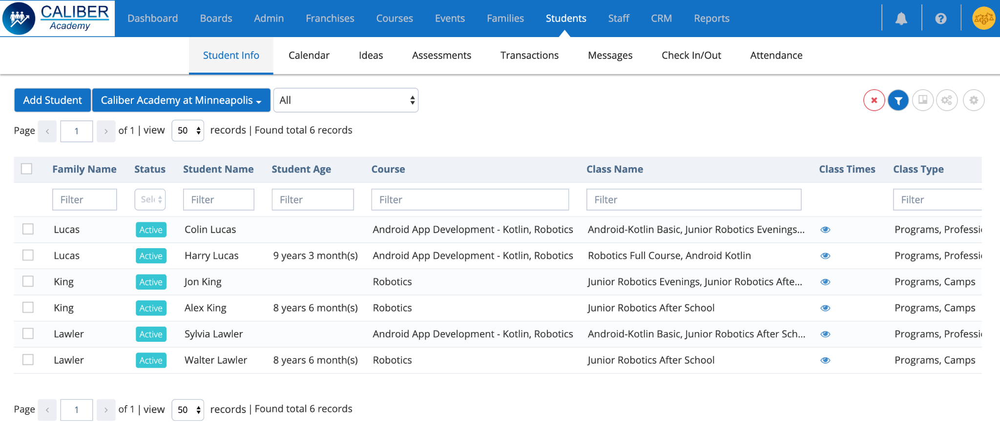 CALIBER
Academy
Dashboard Boards Admin Franchises Courses Events Families Students Staff CRM Reports
Student Info Calendar Ideas Assessments Transactions Messages Check In/Out Attendance
Add Student Caliber Academy at Minneapolis All
Page < 1 > of 1 | view 50 records | Found total 6 records
Family Name Status Student Name Student Age Course Class Name Class Times Class Type
Filter Sele Filter Filter Filter Filter Filter
Lucas Active Colin Lucas Android App Development - Kotlin, Robotics Android-Kotlin Basic, Junior Robotics Evenings... Programs, Professi
Lucas Active Harry Lucas 9 years 3 month(s) Android App Development - Kotlin, Robotics Robotics Full Course, Android Kotlin Programs, Professi
King Active Jon King Robotics Junior Robotics Evenings, Junior Robotics Afte... Programs, Camps
King Active Alex King 8 years 6 month(s) Robotics Junior Robotics After School Programs, Camps
Lawler Active Sylvia Lawler Android App Development - Kotlin, Robotics Android-Kotlin Basic, Junior Robotics After Sch... Programs, Professi
Lawler Active Walter Lawler 8 years 6 month(s) Robotics Junior Robotics After School Programs, Camps
Page < 1 > of 1 | view 50 records | Found total 6 records